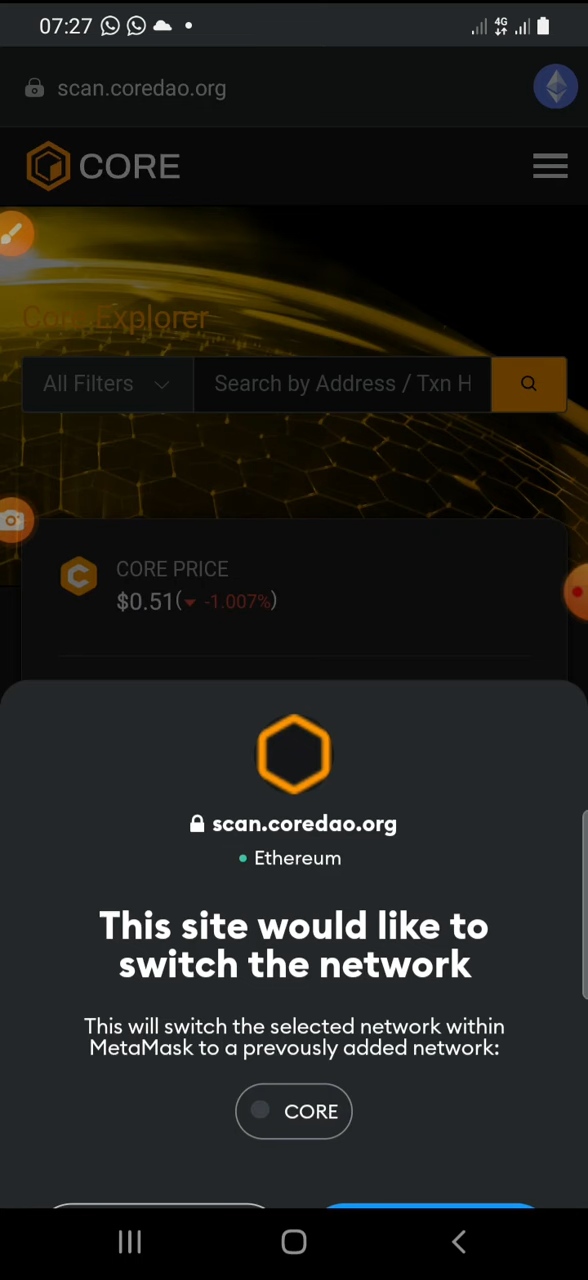 07:27
4G
scan.coredao.org
CORE
Core Explorer
All Filters
Search by Address / Txn H
CORE PRICE
$0.51( -1.007%)
scan.coredao.org
Ethereum
This site would like to
switch the network
This will switch the selected network within
MetaMask to a prevously added network:
CORE